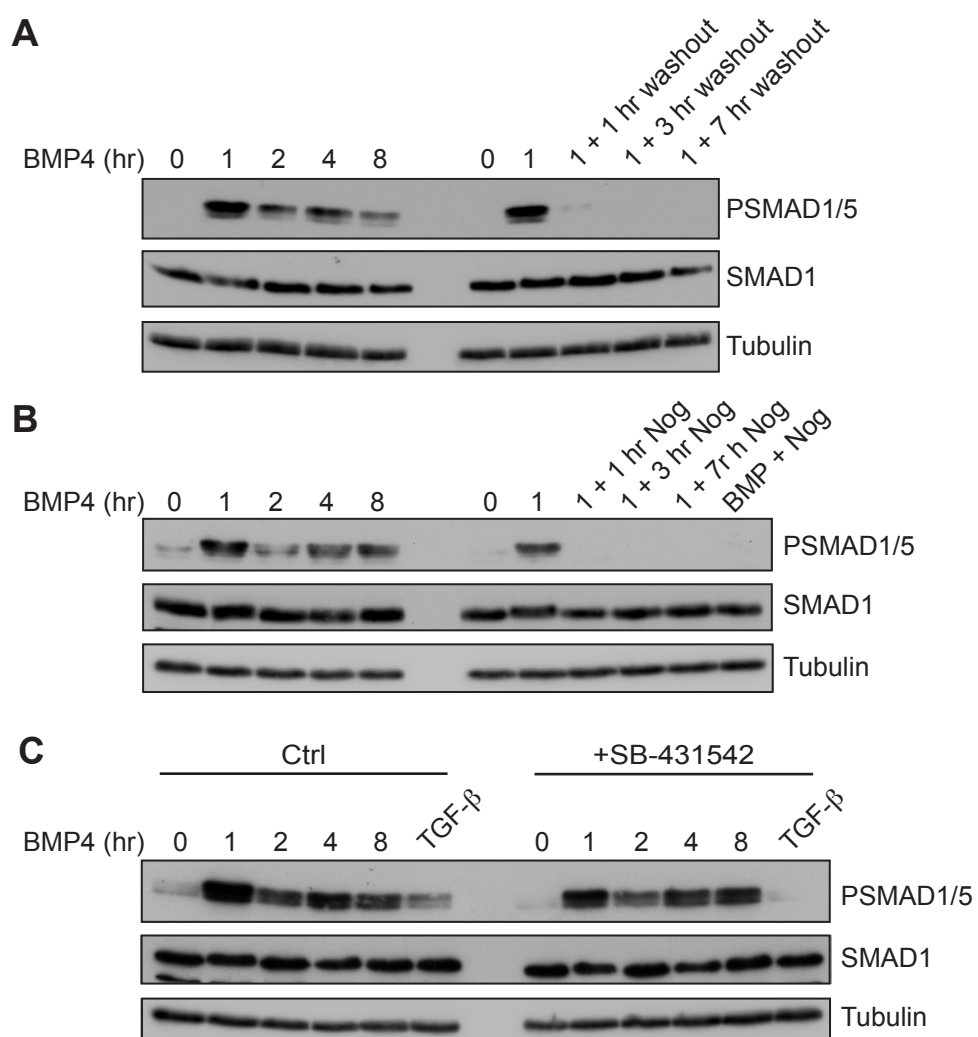 A
1 + 1 hr washout
1 + 3 hr washout
1 + 7 hr washout
BMP4 (hr) 0 1 2 4 8 0 1
PSMAD1/5
SMAD1
Tubulin
B
1 + 1 hr Nog
1 + 3 hr Nog
1 + 7r h Nog
BMP + Nog
BMP4 (hr) 0 1 2 4 8 0 1
PSMAD1/5
SMAD1
Tubulin
C
Ctrl +SB-431542
BMP4 (hr) 0 1 2 4 8 TGF-β 0 1 2 4 8 TGF-β
PSMAD1/5
SMAD1
Tubulin